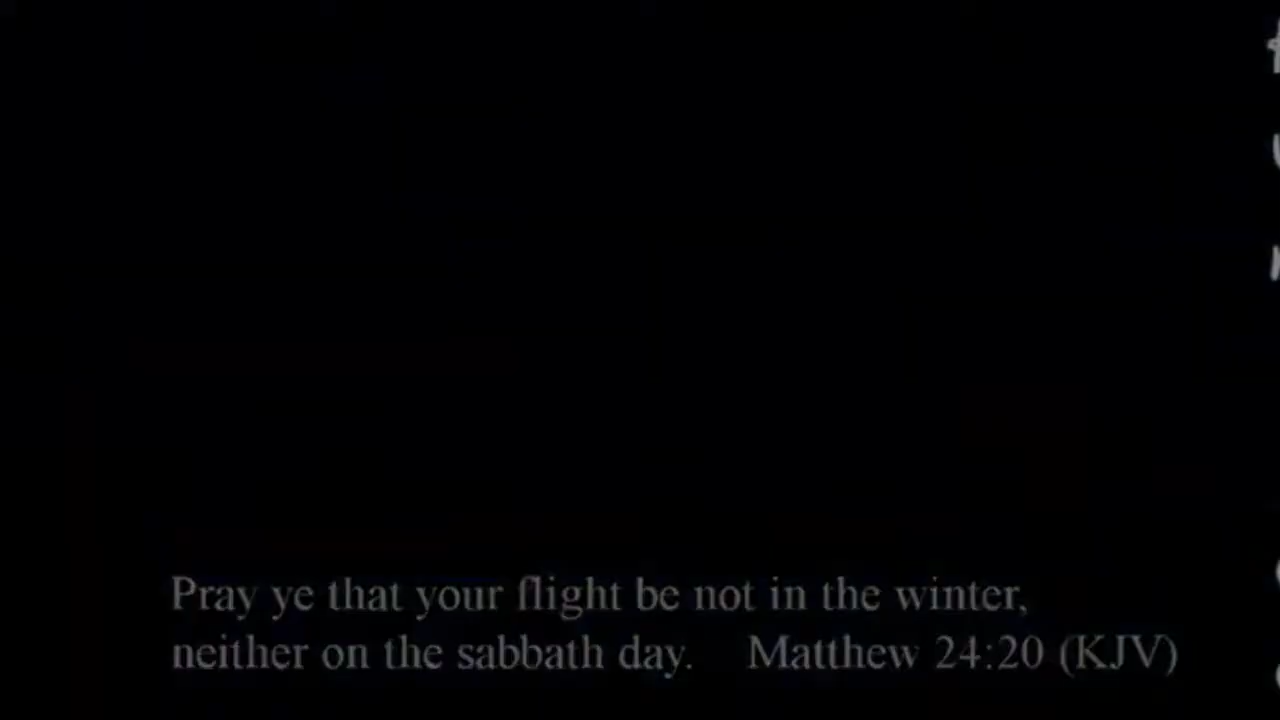 Pray ye that your flight be not in the winter,
neither on the sabbath day. Matthew 24:20 (KJV)